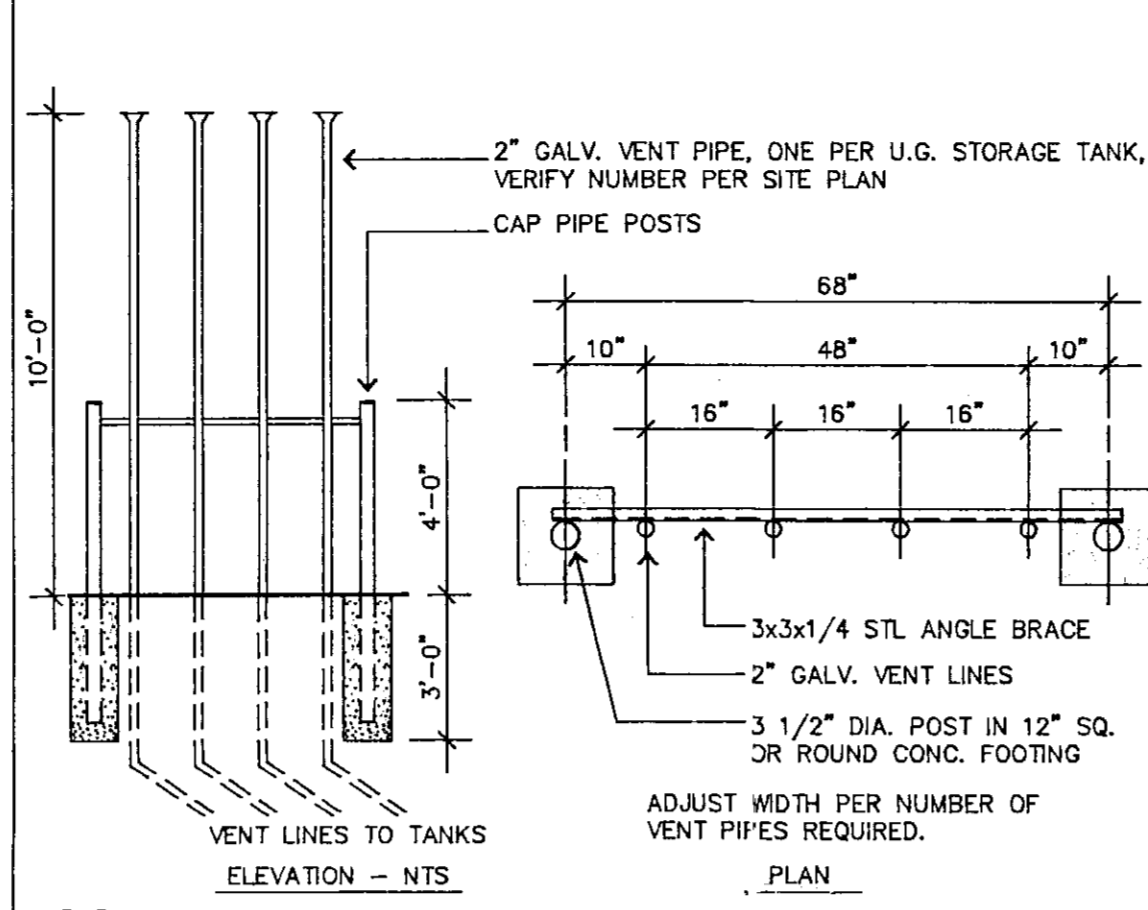 2" GALV. VENT PIPE, ONE PER U.G. STORAGE TANK,
VERIFY NUMBER PER SITE PLAN
CAP PIPE POSTS
10'-0"
4'-0"
3'-0"
VENT LINES TO TANKS
ELEVATION - NTS
68"
10"
48"
10"
16"
16"
16"
3x3x1/4 STL ANGLE BRACE
2" GALV. VENT LINES
3 1/2" DIA. POST IN 12" SQ.
OR ROUND CONC. FOOTING
ADJUST WIDTH PER NUMBER OF
VENT PIPES REQUIRED.
PLAN